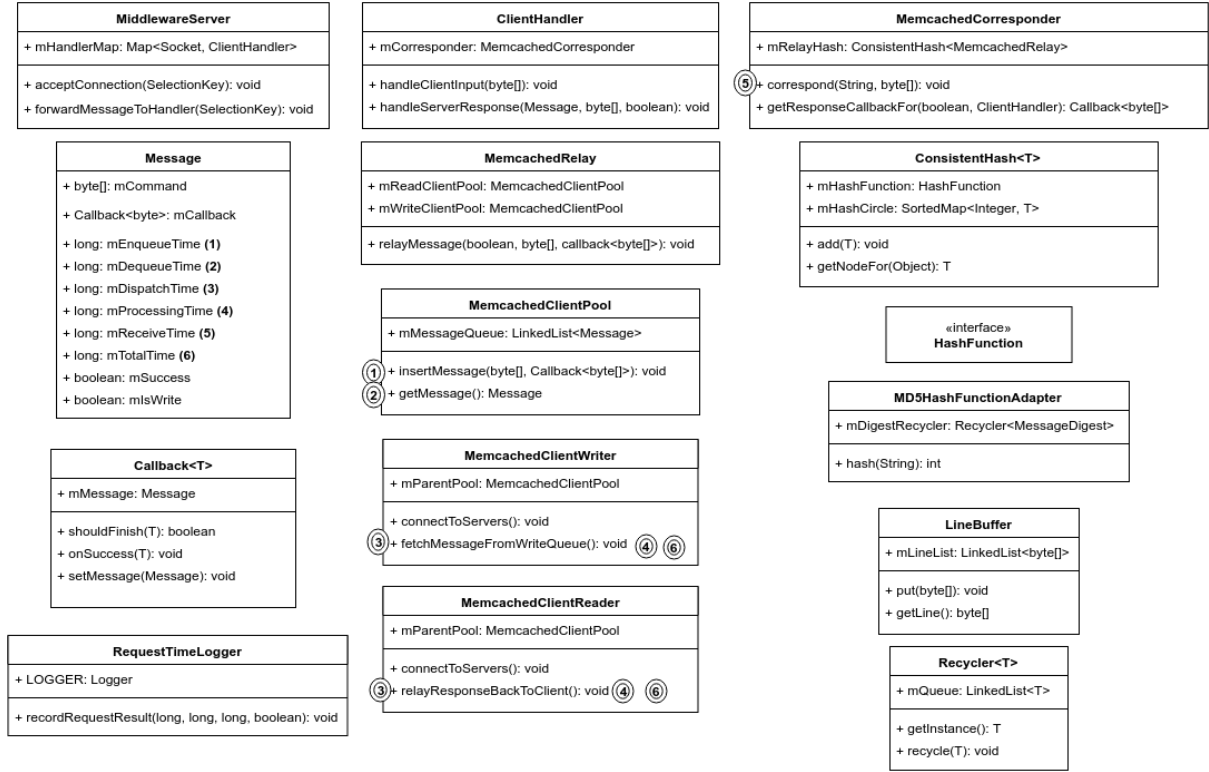 MiddlewareServer
+ mHandlerMap: Map<Socket, ClientHandler>
+ acceptConnection(SelectionKey): void
+ forwardMessageToHandler(SelectionKey): void
ClientHandler
+ mCorresponder: MemcachedCorresponder
+ handleClientInput(byte[]): void
+ handleServerResponse(Message, byte[], boolean): void
MemcachedCorresponder
+ mRelayHash: ConsistentHash<MemcachedRelay>
5 + correspond(String, byte[]): void
+ getResponseCallbackFor(boolean, ClientHandler): Callback<byte[]>
Message
+ byte[]: mCommand
+ Callback<byte>: mCallback
+ long: mEnqueueTime (1)
+ long: mDequeueTime (2)
+ long: mDispatchTime (3)
+ long: mProcessingTime (4)
+ long: mReceiveTime (5)
+ long: mTotalTime (6)
+ boolean: mSuccess
+ boolean: mIsWrite
MemcachedRelay
+ mReadClientPool: MemcachedClientPool
+ mWriteClientPool: MemcachedClientPool
+ relayMessage(boolean, byte[], callback<byte[]>): void
ConsistentHash<T>
+ mHashFunction: HashFunction
+ mHashCircle: SortedMap<Integer, T>
+ add(T): void
+ getNodeFor(Object): T
MemcachedClientPool
+ mMessageQueue: LinkedList<Message>
1 + insertMessage(byte[], Callback<byte[]>): void
2 + getMessage(): Message
«interface»
HashFunction
MD5HashFunctionAdapter
+ mDigestRecycler: Recycler<MessageDigest>
+ hash(String): int
Callback<T>
+ mMessage: Message
+ shouldFinish(T): boolean
+ onSuccess(T): void
+ setMessage(Message): void
MemcachedClientWriter
+ mParentPool: MemcachedClientPool
+ connectToServers(): void
3 + fetchMessageFromWriteQueue(): void 4 6
LineBuffer
+ mLineList: LinkedList<byte[]>
+ put(byte[]): void
+ getLine(): byte[]
MemcachedClientReader
+ mParentPool: MemcachedClientPool
+ connectToServers(): void
3 + relayResponseBackToClient(): void 4 6
RequestTimeLogger
+ LOGGER: Logger
+ recordRequestResult(long, long, long, boolean): void
Recycler<T>
+ mQueue: LinkedList<T>
+ getInstance(): T
+ recycle(T): void